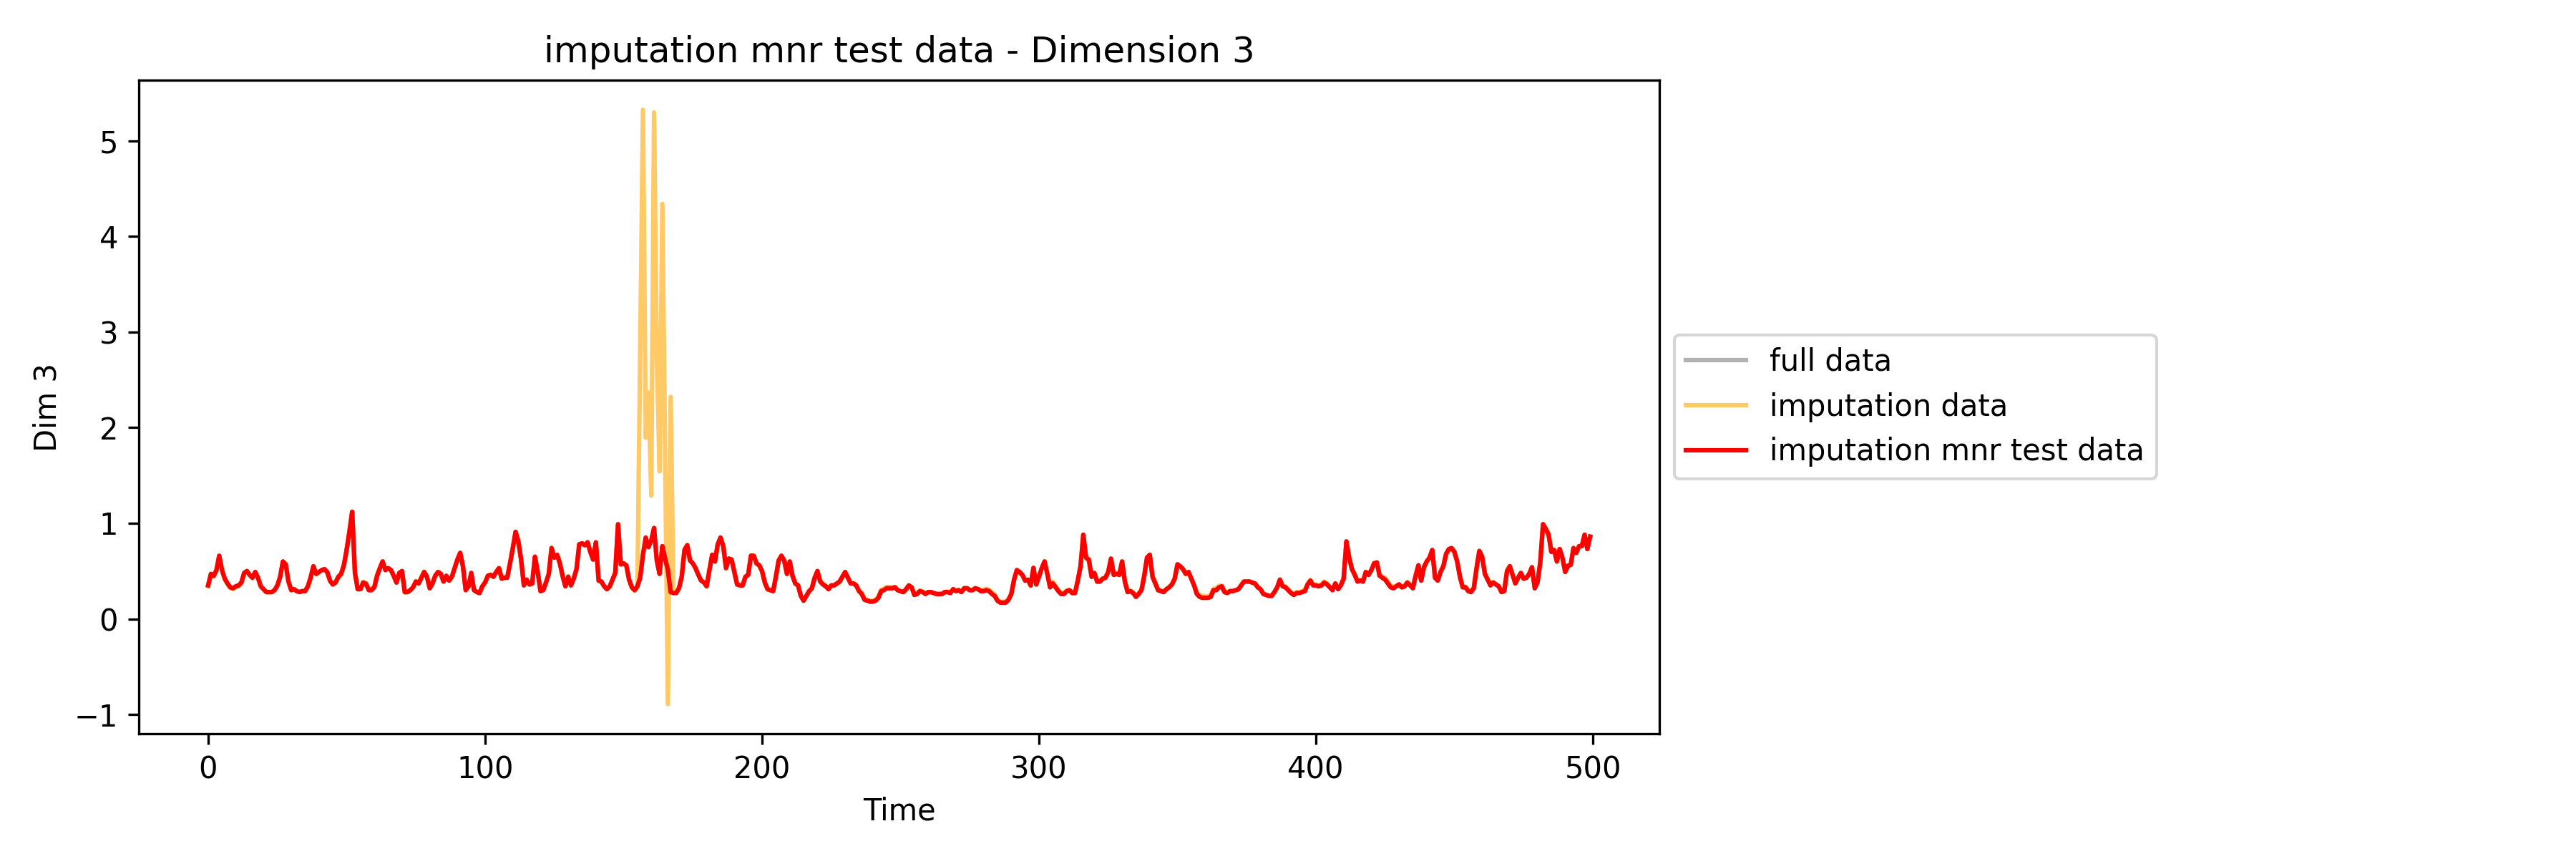 imputation mnr test data - Dimension 3
5
4
3
2
1
0
−1
Dim 3
0 100 200 300 400 500
Time
full data
imputation data
imputation mnr test data